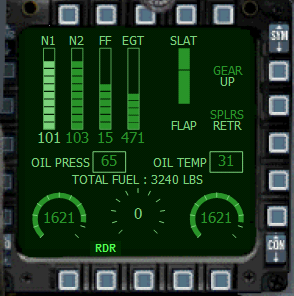 N1 N2 FF EGT SLAT
SYM
GEAR
UP
SPLRS
RETR
101 103 15 471 FLAP
OIL PRESS 65 OIL TEMP 31
TOTAL FUEL : 3240 LBS
1621 0 1621
CON
RDR